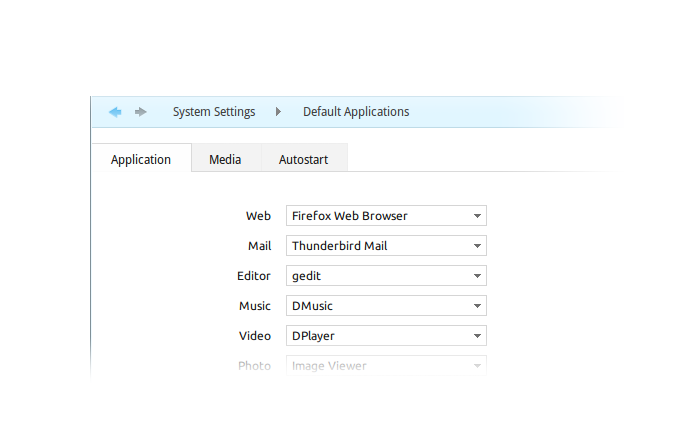 System Settings Default Applications
Application Media Autostart
Web Firefox Web Browser
Mail Thunderbird Mail
Editor gedit
Music DMusic
Video DPlayer
Photo Image Viewer